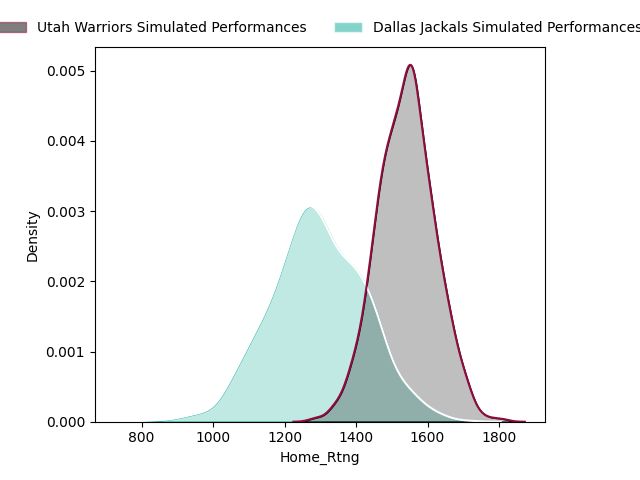 Utah Warriors Simulated Performances
Dallas Jackals Simulated Performances
0.005
0.004
0.003
0.002
0.001
0.000
Density
800 1000 1200 1400 1600 1800
Home_Rtng